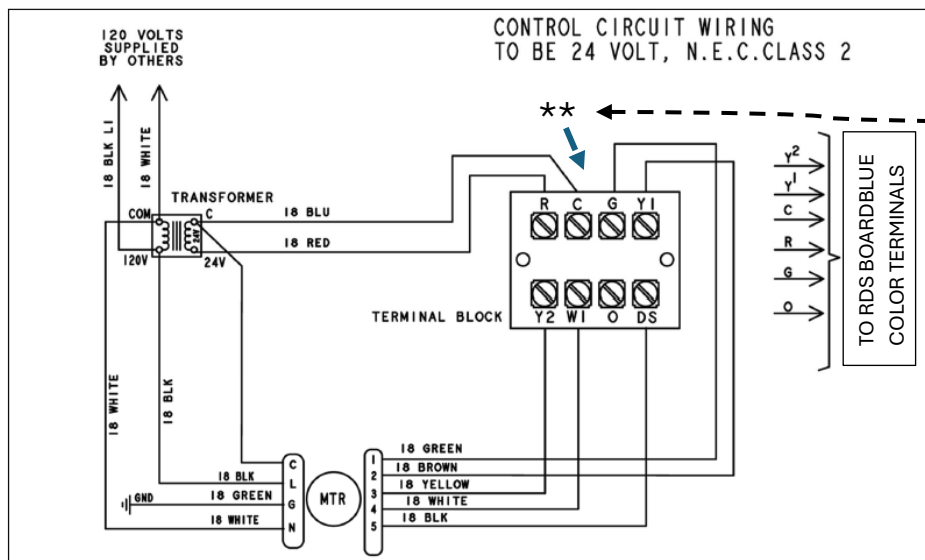 120 VOLTS
SUPPLIED
BY OTHERS
CONTROL CIRCUIT WIRING
TO BE 24 VOLT, N.E.C.CLASS 2
**
18 BLK L1
18 WHITE
TRANSFORMER
COM
C
24V
120V
24V
18 BLU
18 RED
R C G Y1
TERMINAL BLOCK
Y2 W1 O DS
Y2
Y1
C
R
G
O
TO RDS BOARDBLUE
COLOR TERMINALS
18 WHITE
18 BLK
18 BLK
18 GREEN
GND
18 WHITE
C
L
G
N
MTR
1
2
3
4
5
18 GREEN
18 BROWN
18 YELLOW
18 WHITE
18 BLK